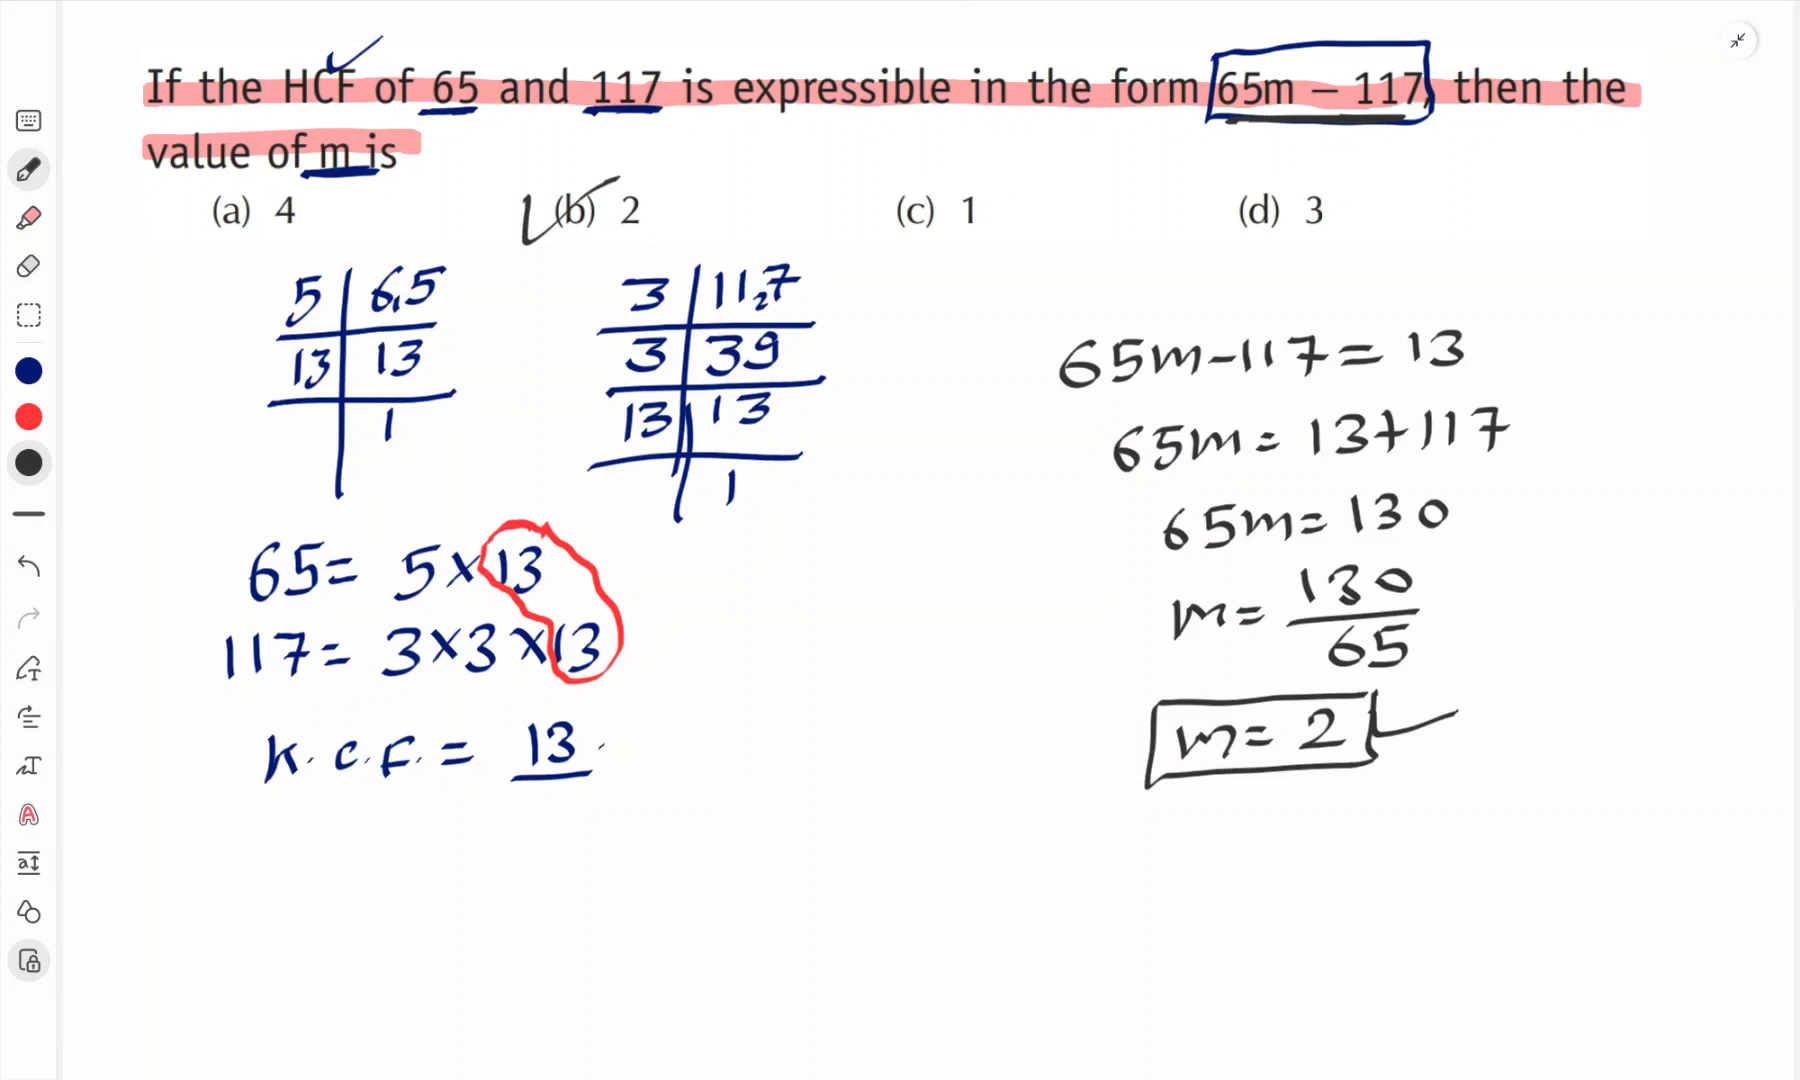 If the HCF of 65 and 117 is expressible in the form 65m – 117, then the
value of m is
(a) 4 (b) 2 (c) 1 (d) 3
5 | 65
13 | 13
1
3 | 117
3 | 39
13 | 13
1
65 = 5 × 13
117 = 3 × 3 × 13
H.C.F. = 13
65m - 117 = 13
65m = 13 + 117
65m = 130
m = 130
65
m = 2